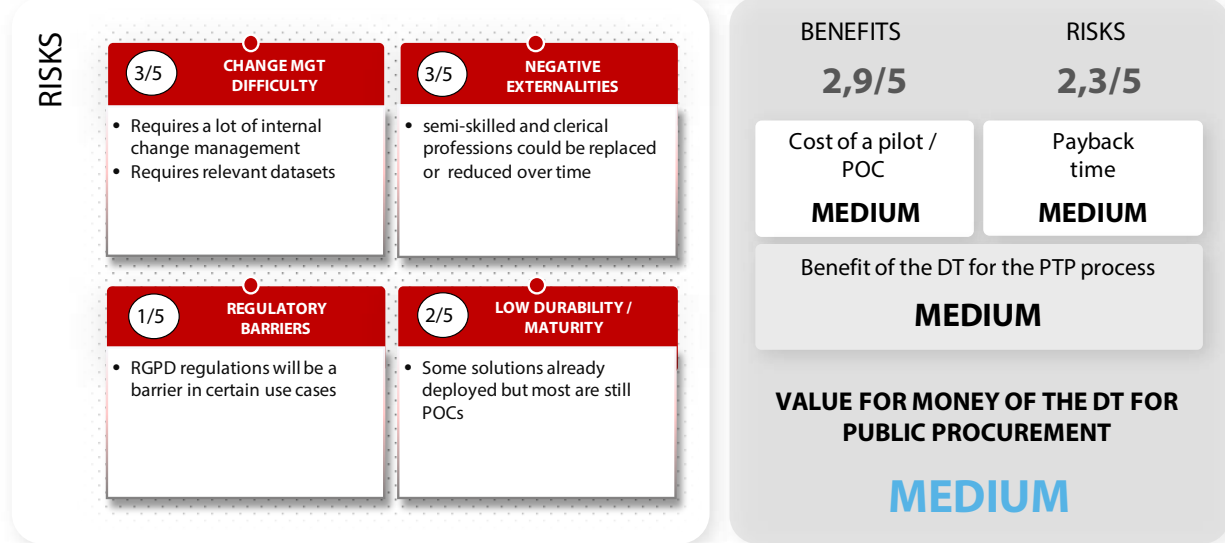 RISKS
3/5
CHANGE MGT
DIFFICULTY
• Requires a lot of internal
change management
• Requires relevant datasets
3/5
NEGATIVE
EXTERNALITIES
• semi-skilled and clerical
professions could be replaced
or reduced over time
1/5
REGULATORY
BARRIERS
• RGPD regulations will be a
barrier in certain use cases
2/5
LOW DURABILITY /
MATURITY
• Some solutions already
deployed but most are still
POCs
BENEFITS
2,9/5
RISKS
2,3/5
Cost of a pilot /
POC
MEDIUM
Payback
time
MEDIUM
Benefit of the DT for the PTP process
MEDIUM
VALUE FOR MONEY OF THE DT FOR
PUBLIC PROCUREMENT
MEDIUM